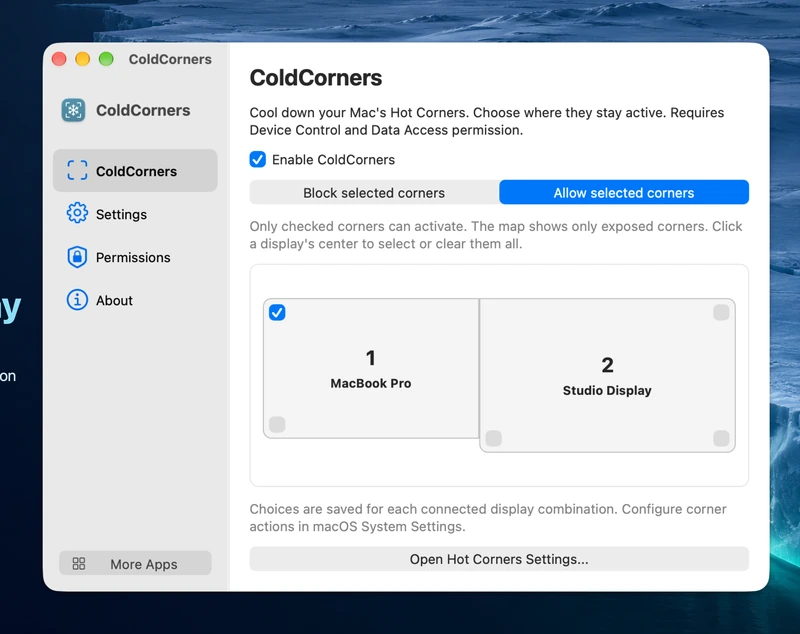 ColdCorners
ColdCorners
ColdCorners
Settings
Permissions
About
More Apps
ColdCorners
Cool down your Mac's Hot Corners. Choose where they stay active. Requires
Device Control and Data Access permission.
Enable ColdCorners
Block selected corners
Allow selected corners
Only checked corners can activate. The map shows only exposed corners. Click
a display's center to select or clear them all.
1
MacBook Pro
2
Studio Display
Choices are saved for each connected display combination. Configure corner
actions in macOS System Settings.
Open Hot Corners Settings...